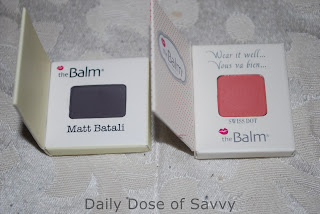 theBalm®
Matt Batali
Wear it well...
Vous va bien...
SWISS DOT
theBalm®
Daily Dose of Savvy